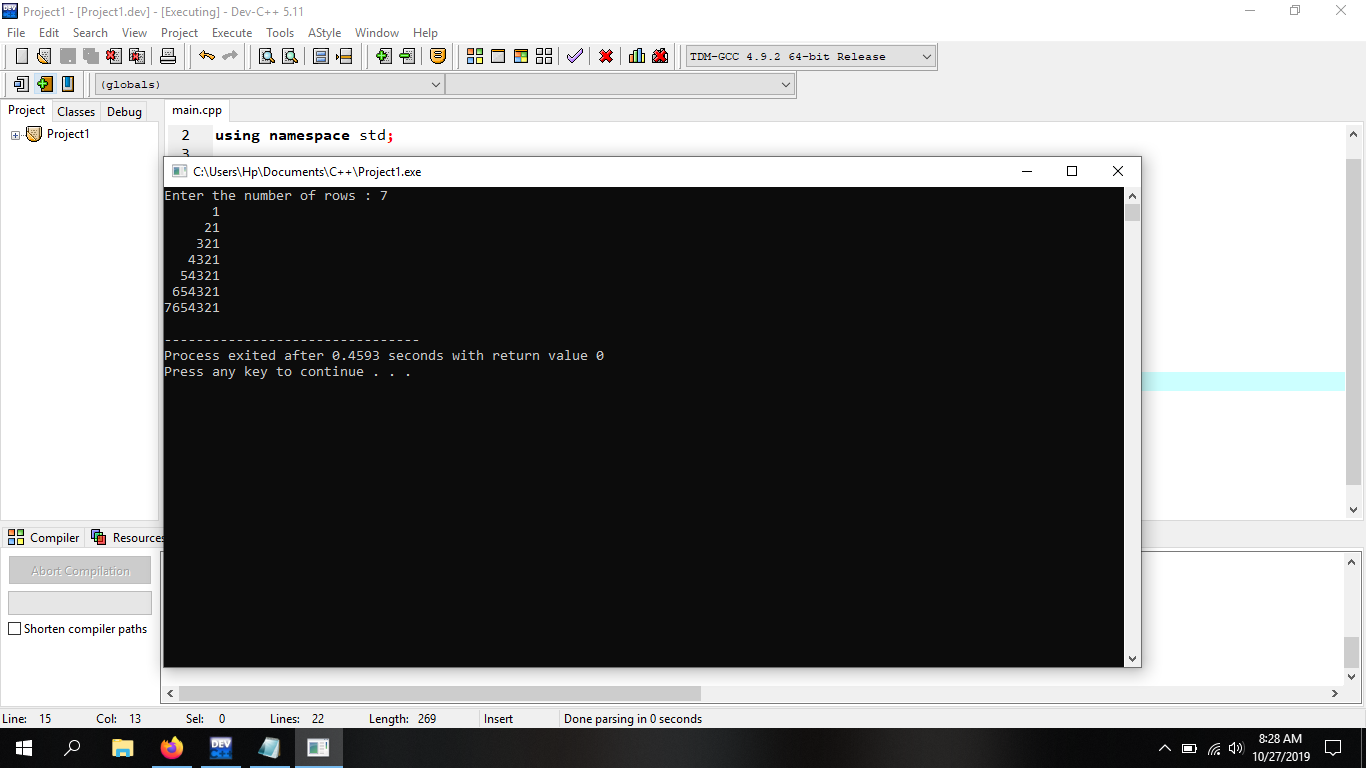 Project1 - [Project1.dev] - [Executing] - Dev-C++ 5.11
File Edit Search View Project Execute Tools AStyle Window Help
TDM-GCC 4.9.2 64-bit Release
(globals)
Project Classes Debug main.cpp
Project1
2 using namespace std;
3
C:\Users\Hp\Documents\C++\Project1.exe
Enter the number of rows : 7
      1
     21
    321
   4321
  54321
 654321
7654321
--------------------------------
Process exited after 0.4593 seconds with return value 0
Press any key to continue . . .
Compiler Resources
Abort Compilation
Shorten compiler paths
Line: 15 Col: 13 Sel: 0 Lines: 22 Length: 269 Insert Done parsing in 0 seconds
DEV C++
8:28 AM
10/27/2019